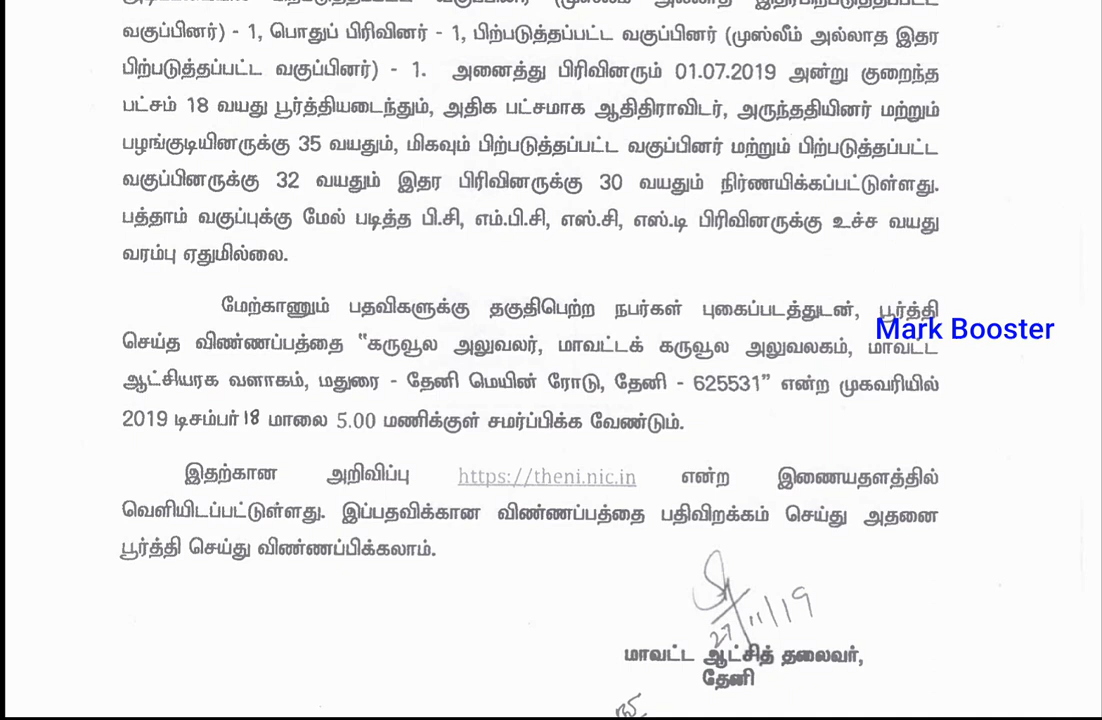 வகுப்பினர்) - 1, பொதுப் பிரிவினர் - 1, பிற்படுத்தப்பட்ட வகுப்பினர் (முஸ்லீம் அல்லாத இதர
பிற்படுத்தப்பட்ட வகுப்பினர்) - 1. அனைத்து பிரிவினரும் 01.07.2019 அன்று குறைந்த
பட்சம் 18 வயது பூர்த்தியடைந்தும், அதிக பட்சமாக ஆதிதிராவிடர், அருந்ததியினர் மற்றும்
பழங்குடியினருக்கு 35 வயதும், மிகவும் பிற்படுத்தப்பட்ட வகுப்பினர் மற்றும் பிற்படுத்தப்பட்ட
வகுப்பினருக்கு 32 வயதும் இதர பிரிவினருக்கு 30 வயதும் நிர்ணயிக்கப்பட்டுள்ளது.
பத்தாம் வகுப்புக்கு மேல் படித்த பி.சி, எம்.பி.சி, எஸ்.சி, எஸ்.டி பிரிவினருக்கு உச்ச வயது
வரம்பு ஏதுமில்லை.
மேற்காணும் பதவிகளுக்கு தகுதிபெற்ற நபர்கள் புகைப்படத்துடன், பூர்த்தி
Mark Booster
செய்த விண்ணப்பத்தை "கருவூல அலுவலர், மாவட்டக் கருவூல அலுவலகம், மாவட்ட
ஆட்சியரக வளாகம், மதுரை - தேனி மெயின் ரோடு, தேனி - 625531" என்ற முகவரியில்
2019 டிசம்பர் 18 மாலை 5.00 மணிக்குள் சமர்ப்பிக்க வேண்டும்.
இதற்கான அறிவிப்பு https://theni.nic.in என்ற இணையதளத்தில்
வெளியிடப்பட்டுள்ளது. இப்பதவிக்கான விண்ணப்பத்தை பதிவிறக்கம் செய்து அதனை
பூர்த்தி செய்து விண்ணப்பிக்கலாம்.
27/11/19
மாவட்ட ஆட்சித் தலைவர்,
தேனி